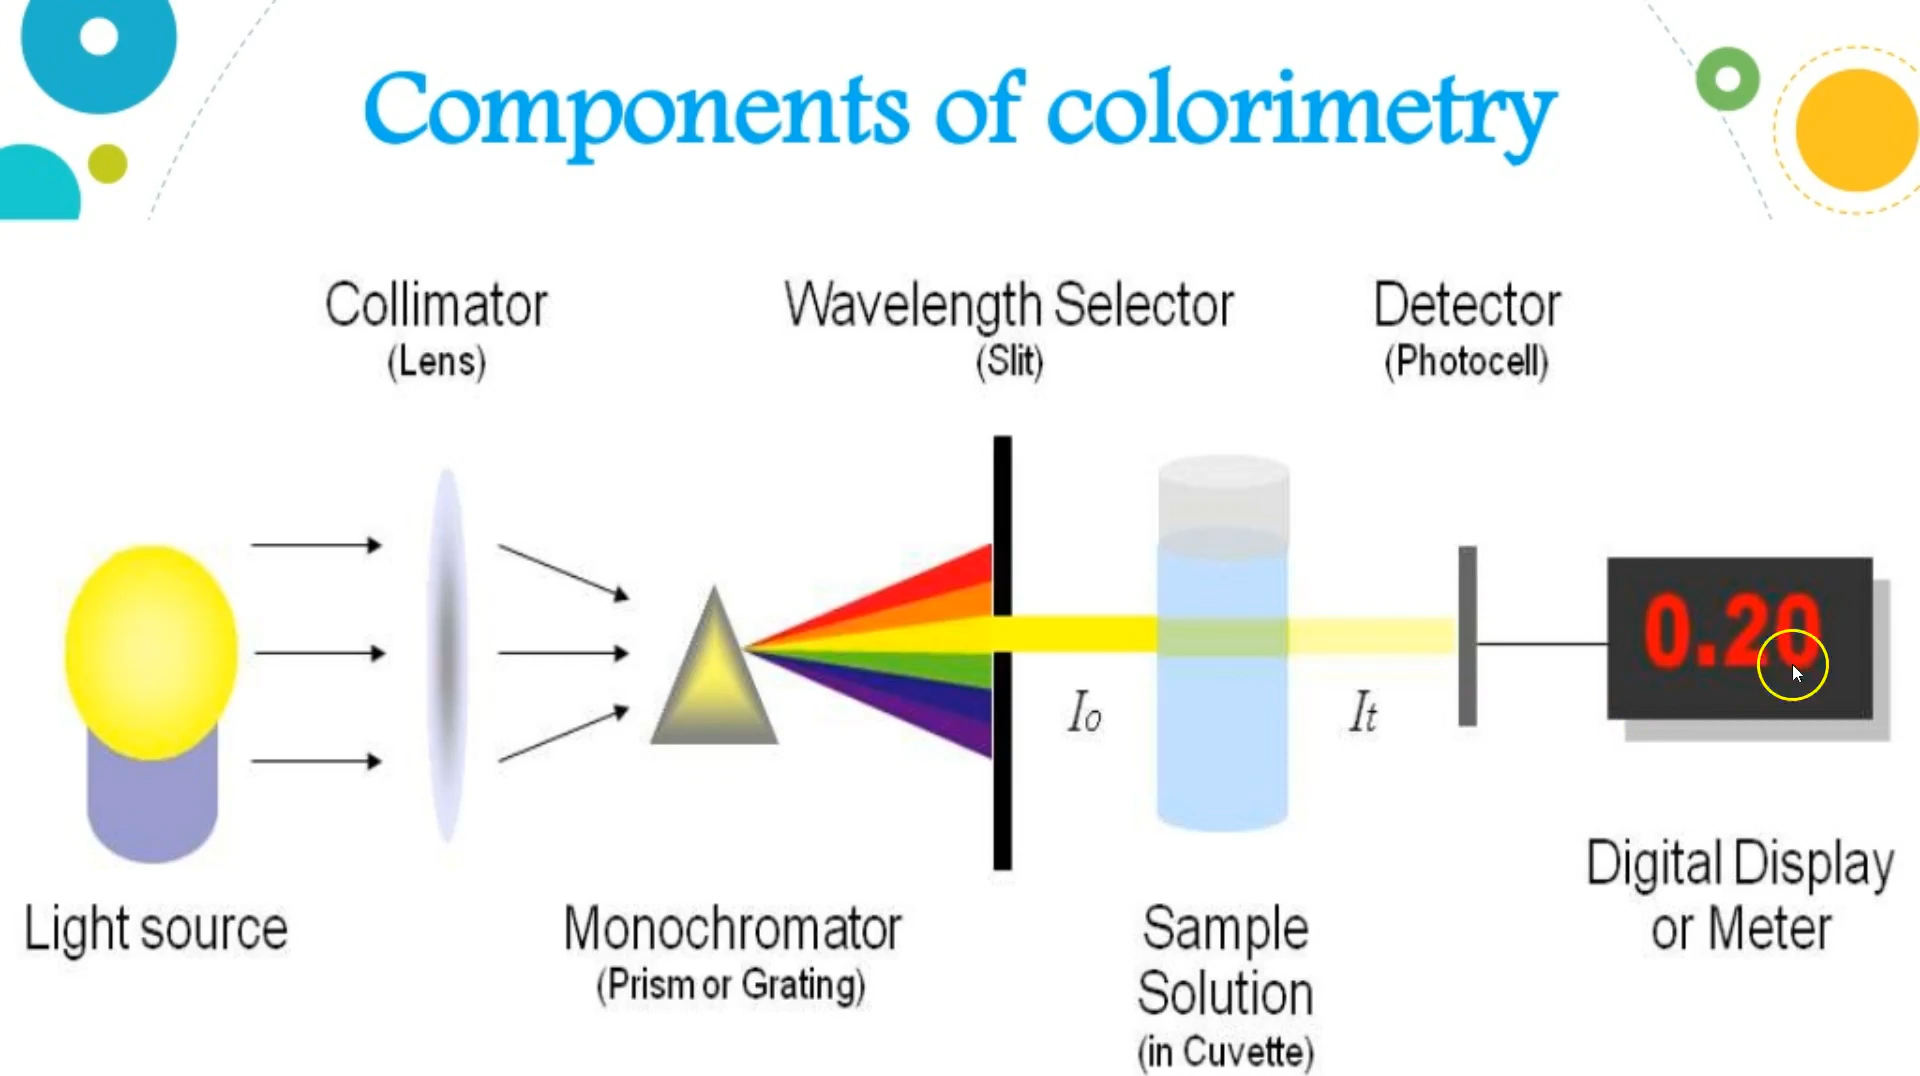 Components of colorimetry
Collimator
(Lens)
Wavelength Selector
(Slit)
Detector
(Photocell)
0.20
Io
It
Light source
Monochromator
(Prism or Grating)
Sample
Solution
(in Cuvette)
Digital Display
or Meter